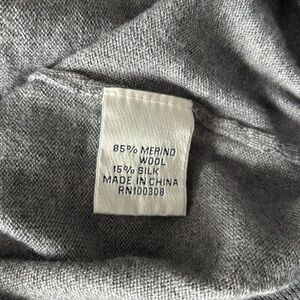 85% MERINO
WOOL
15% SILK
MADE IN CHINA
RN100308